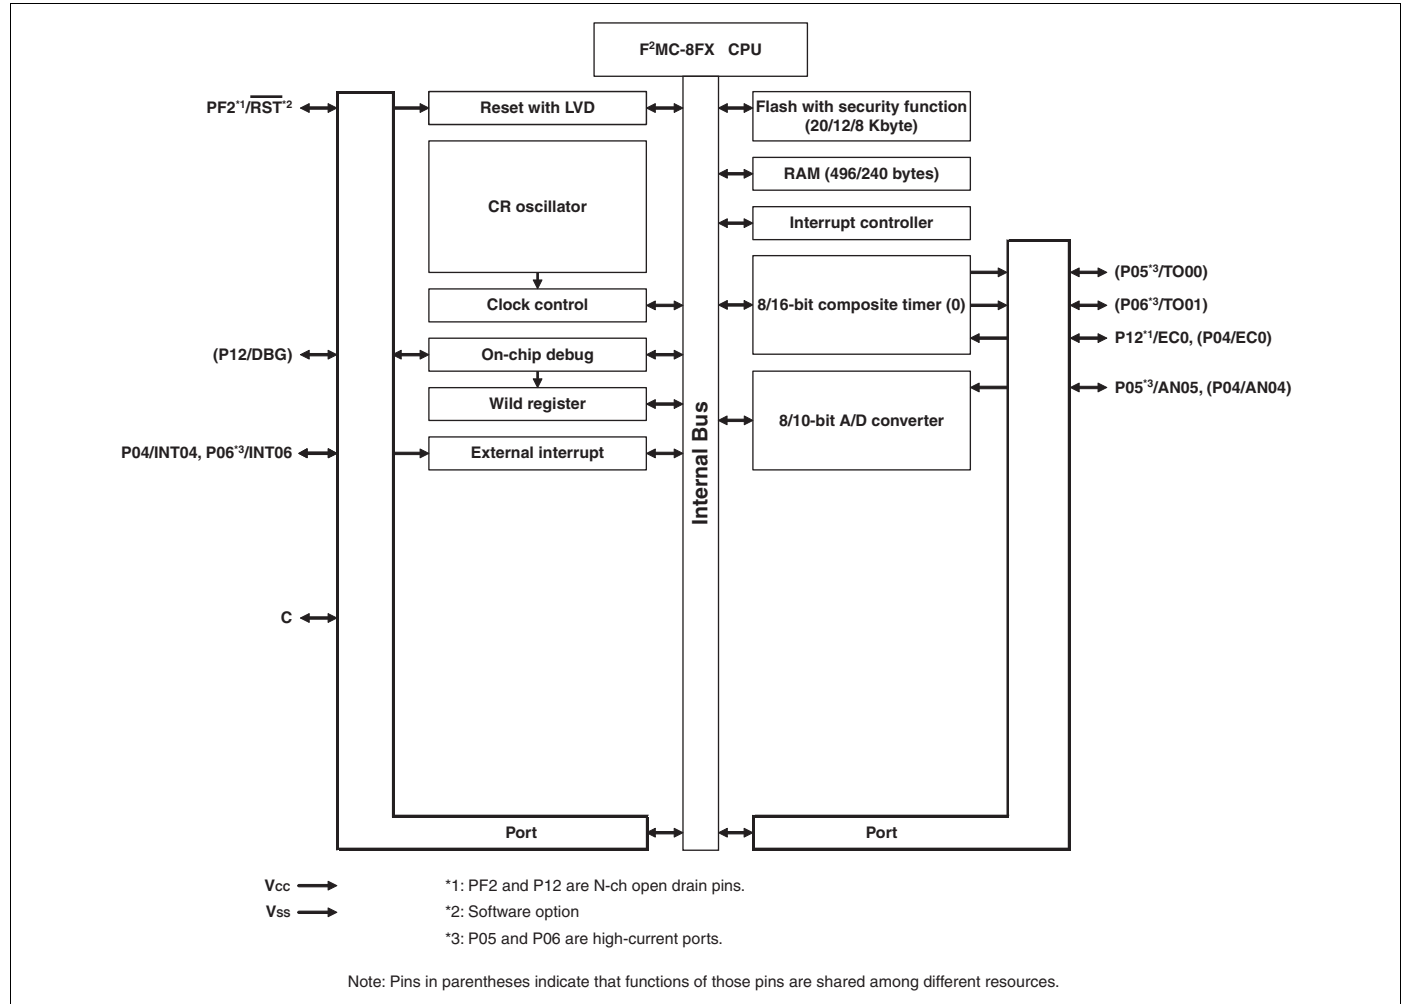 F²MC-8FX CPU
PF2*1/RST*2
Reset with LVD
Flash with security function
(20/12/8 Kbyte)
CR oscillator
RAM (496/240 bytes)
Interrupt controller
Clock control
8/16-bit composite timer (0)
(P05*3/TO00)
(P06*3/TO01)
P12*1/EC0, (P04/EC0)
(P12/DBG)
On-chip debug
Wild register
8/10-bit A/D converter
P05*3/AN05, (P04/AN04)
P04/INT04, P06*3/INT06
External interrupt
Internal Bus
C
Port
Port
Vcc
Vss
*1: PF2 and P12 are N-ch open drain pins.
*2: Software option
*3: P05 and P06 are high-current ports.
Note: Pins in parentheses indicate that functions of those pins are shared among different resources.